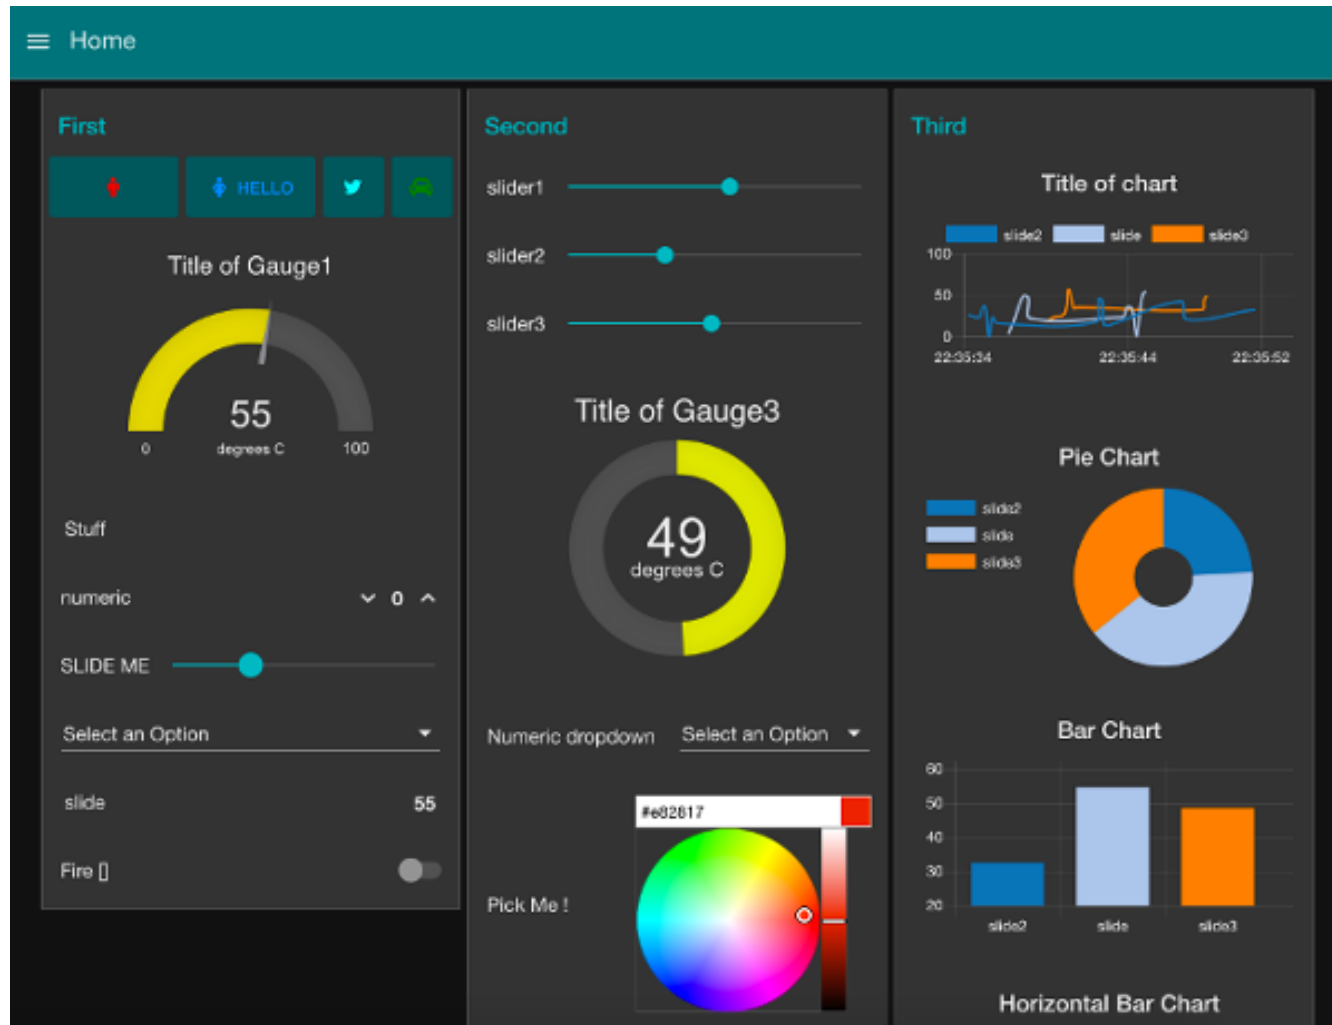 Home
First
HELLO
Title of Gauge1
55
degrees C
0
100
Stuff
numeric
0
SLIDE ME
Select an Option
slide
55
Fire []
Second
slider1
slider2
slider3
Title of Gauge3
49
degrees C
Numeric dropdown
Select an Option
#e82817
Pick Me !
Third
Title of chart
slide2 slide slide3
100
50
0
22:35:34 22:35:44 22:35:52
Pie Chart
slide2
slide
slide3
Bar Chart
60
50
40
30
20
slide2 slide slide3
Horizontal Bar Chart